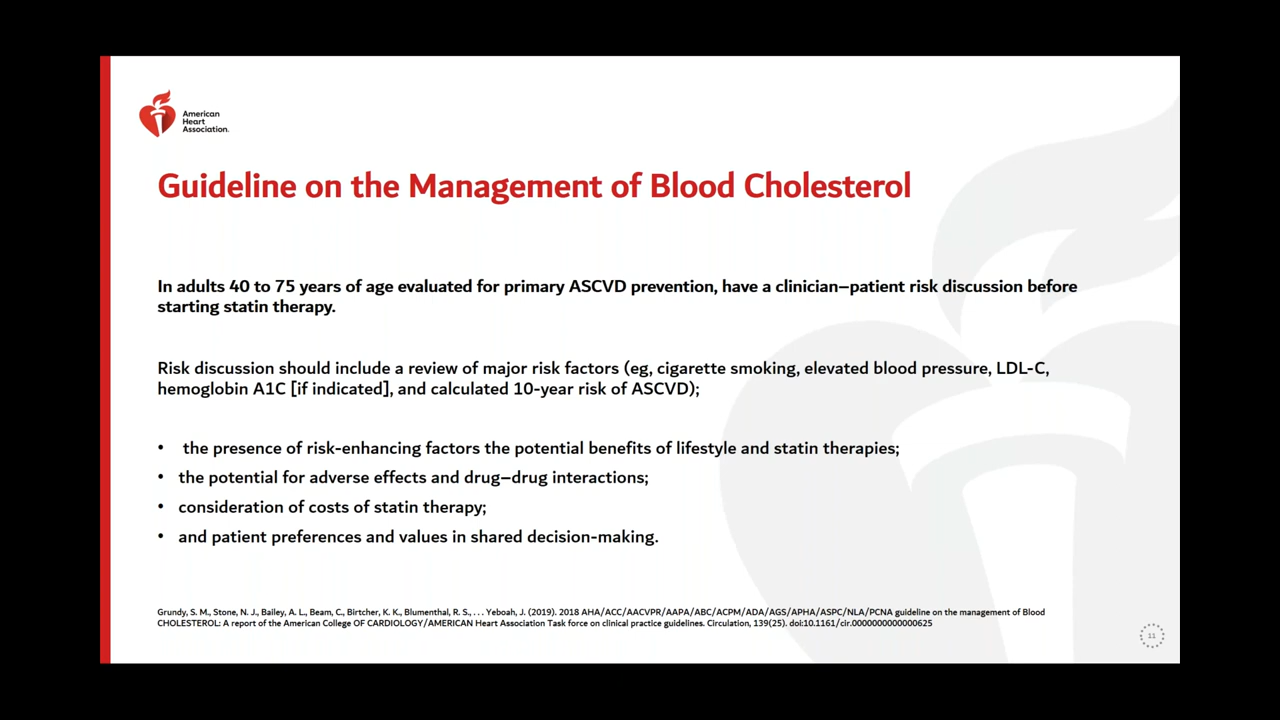 American
Heart
Association.
Guideline on the Management of Blood Cholesterol
In adults 40 to 75 years of age evaluated for primary ASCVD prevention, have a clinician–patient risk discussion before
starting statin therapy.
Risk discussion should include a review of major risk factors (eg, cigarette smoking, elevated blood pressure, LDL-C,
hemoglobin A1C [if indicated], and calculated 10-year risk of ASCVD);
• the presence of risk-enhancing factors the potential benefits of lifestyle and statin therapies;
• the potential for adverse effects and drug–drug interactions;
• consideration of costs of statin therapy;
• and patient preferences and values in shared decision-making.
Grundy, S. M., Stone, N. J., Bailey, A. L., Beam, C., Birtcher, K. K., Blumenthal, R. S., . . . Yeboah, J. (2019). 2018 AHA/ACC/AACVPR/AAPA/ABC/ACPM/ADA/AGS/APHA/ASPC/NLA/PCNA guideline on the management of Blood
CHOLESTEROL: A report of the American College OF CARDIOLOGY/AMERICAN Heart Association Task force on clinical practice guidelines. Circulation, 139(25). doi:10.1161/cir.0000000000000625
11